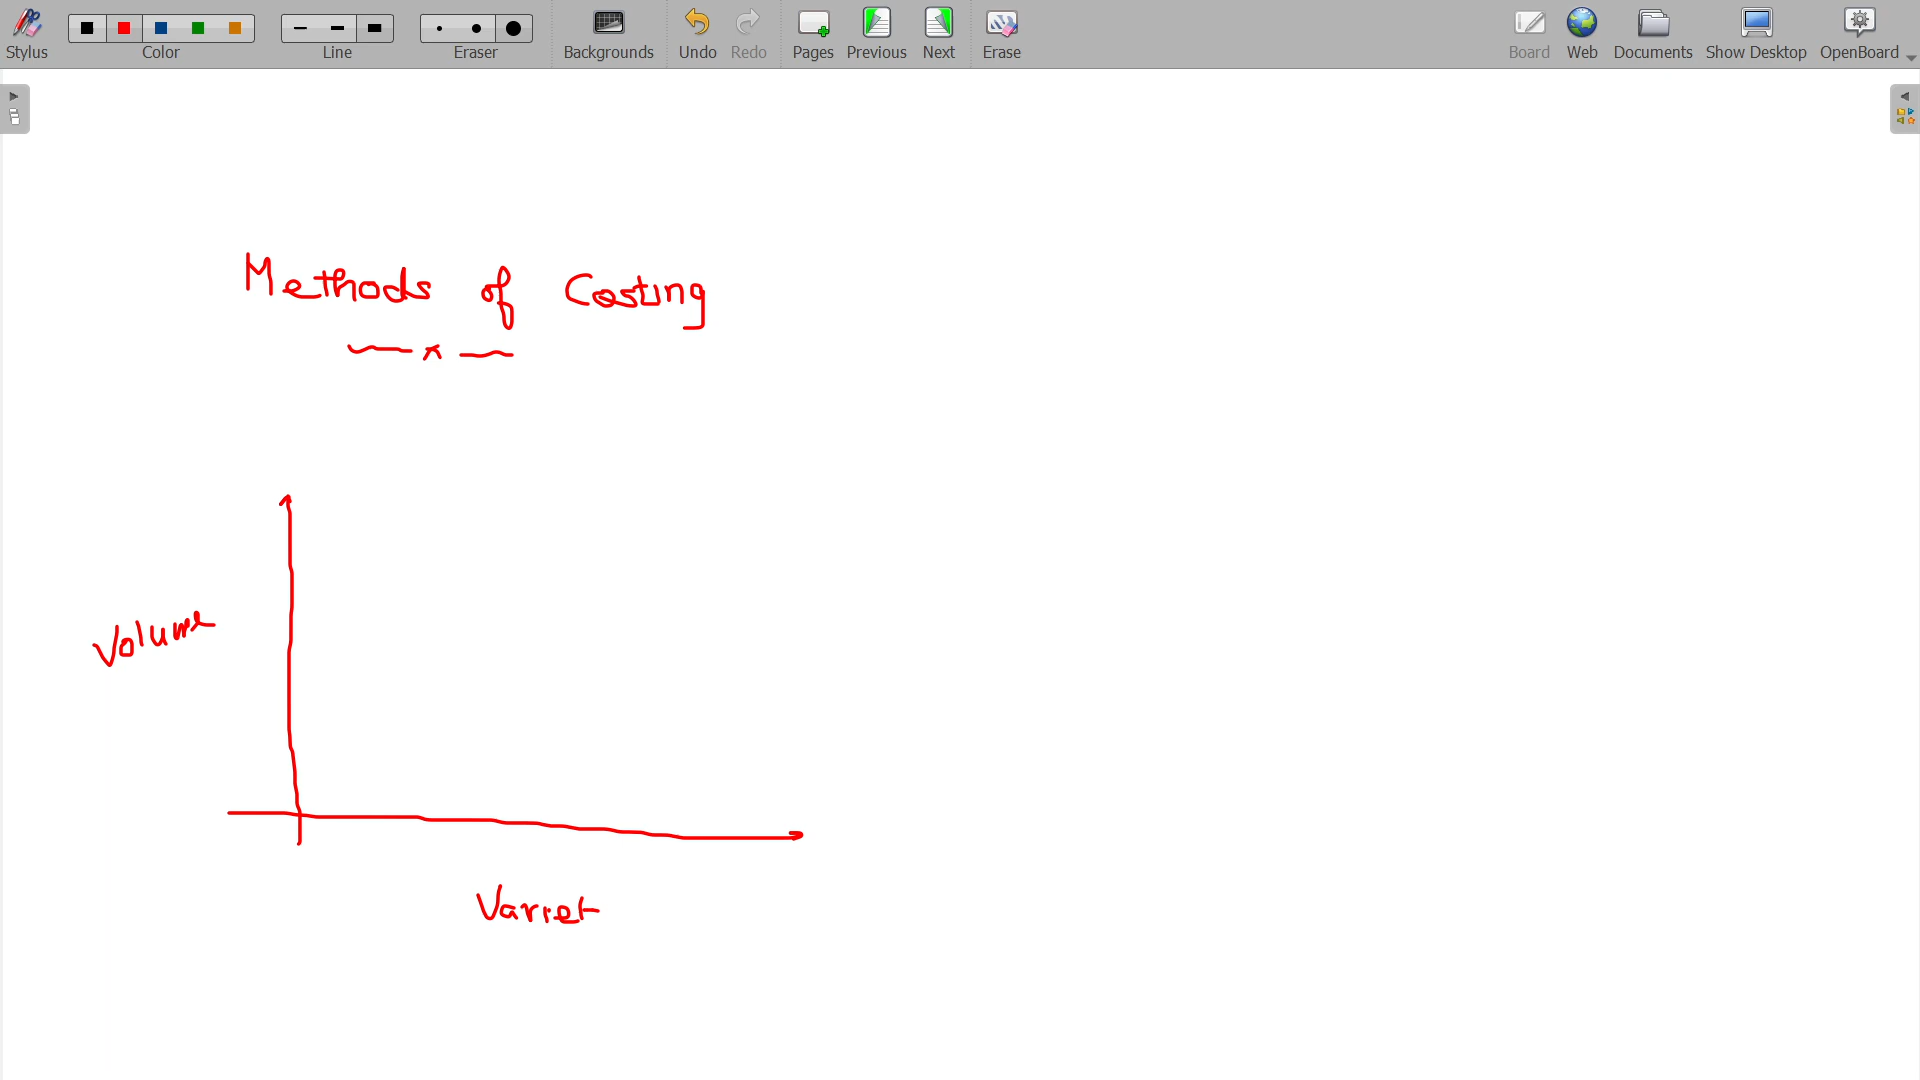 Stylus Color Line Eraser Backgrounds Undo Redo Pages Previous Next Erase Board Web Documents Show Desktop OpenBoard
Methods of Costing
Volume
Variet